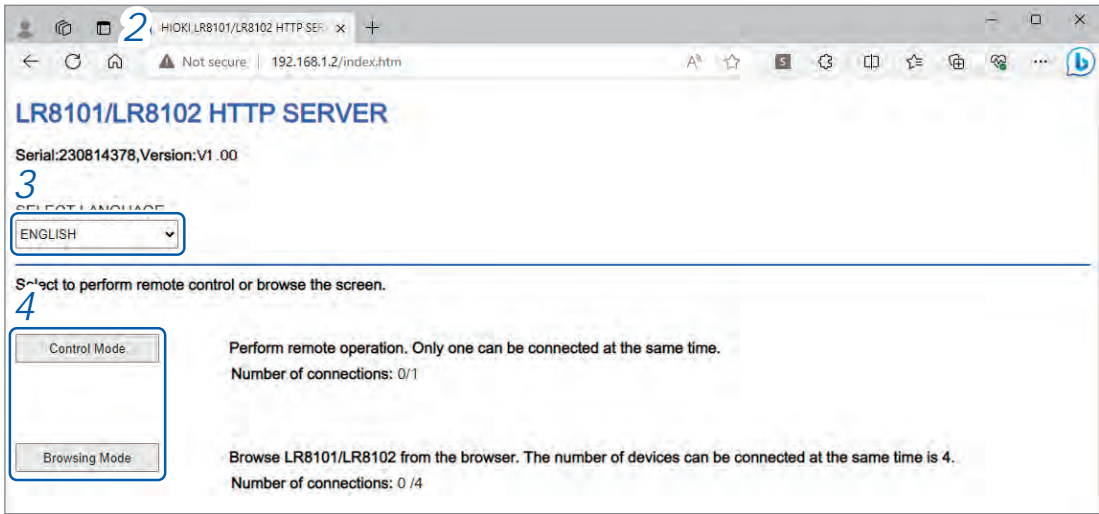 2
HIOKI LR8101/LR8102 HTTP SER
Not secure | 192.168.1.2/index.htm
LR8101/LR8102 HTTP SERVER
Serial:230814378,Version:V1.00
3
SELECT LANGUAGE
ENGLISH
Select to perform remote control or browse the screen.
4
Control Mode
Perform remote operation. Only one can be connected at the same time.
Number of connections: 0/1
Browsing Mode
Browse LR8101/LR8102 from the browser. The number of devices can be connected at the same time is 4.
Number of connections: 0 /4